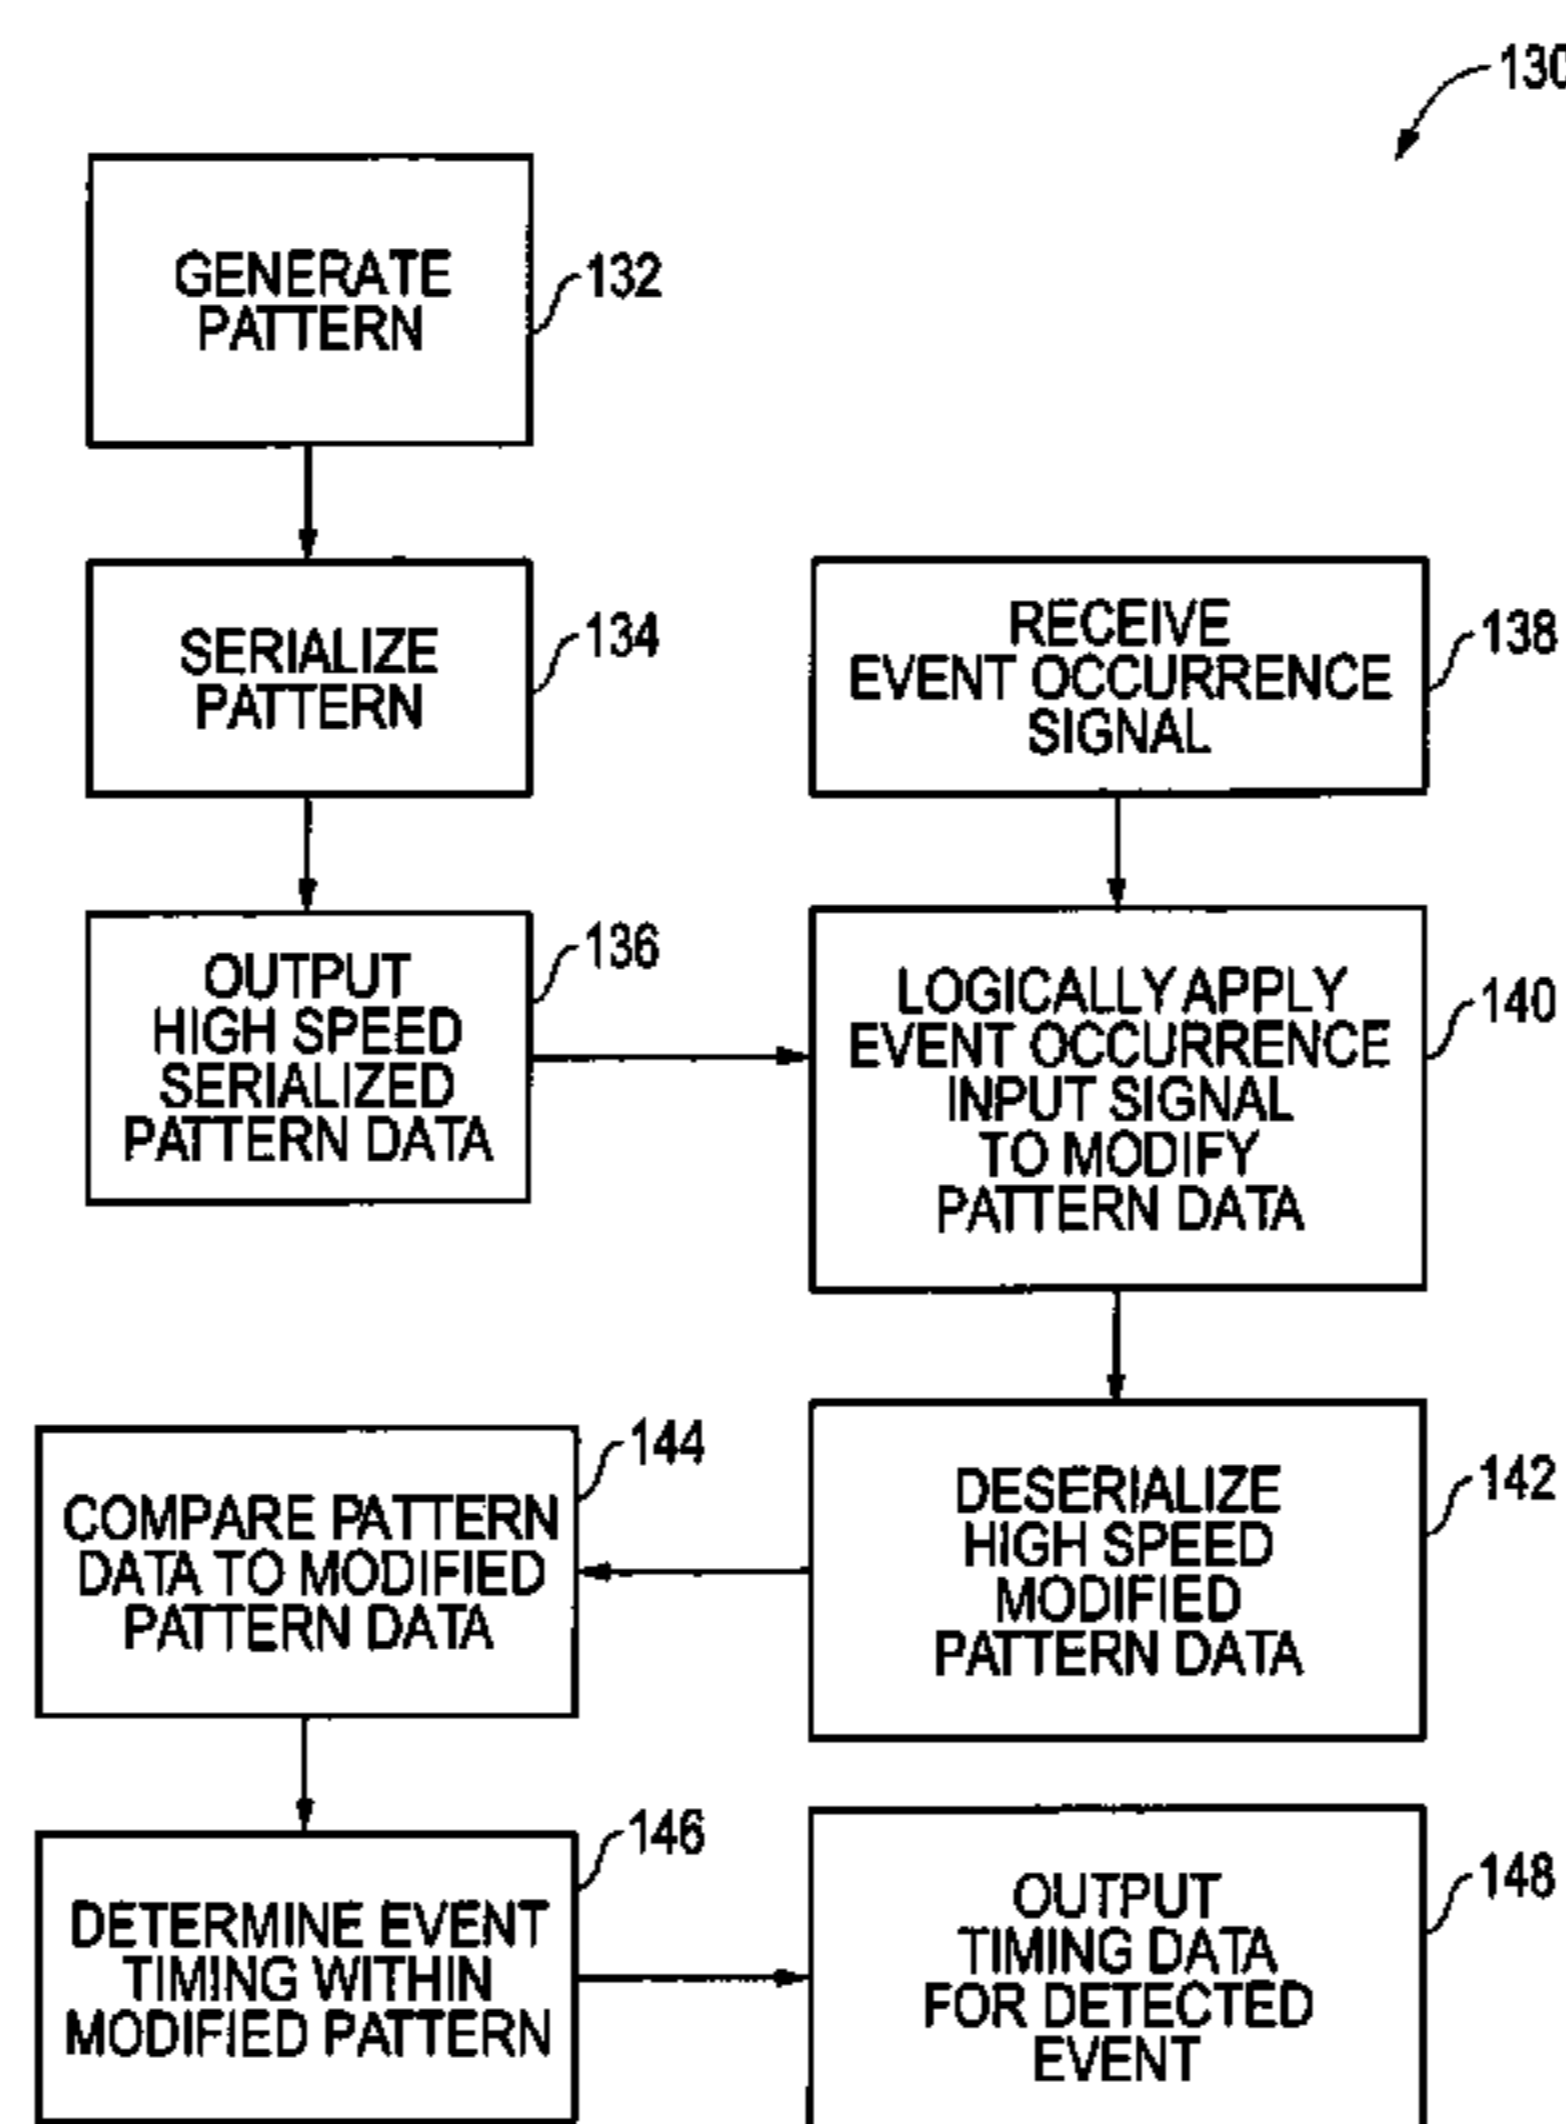 130
GENERATE
PATTERN
132
SERIALIZE
PATTERN
134
OUTPUT
HIGH SPEED
SERIALIZED
PATTERN DATA
136
RECEIVE
EVENT OCCURRENCE
SIGNAL
138
LOGICALLY APPLY
EVENT OCCURRENCE
INPUT SIGNAL
TO MODIFY
PATTERN DATA
140
DESERIALIZE
HIGH SPEED
MODIFIED
PATTERN DATA
142
COMPARE PATTERN
DATA TO MODIFIED
PATTERN DATA
144
DETERMINE EVENT
TIMING WITHIN
MODIFIED PATTERN
146
OUTPUT
TIMING DATA
FOR DETECTED
EVENT
148